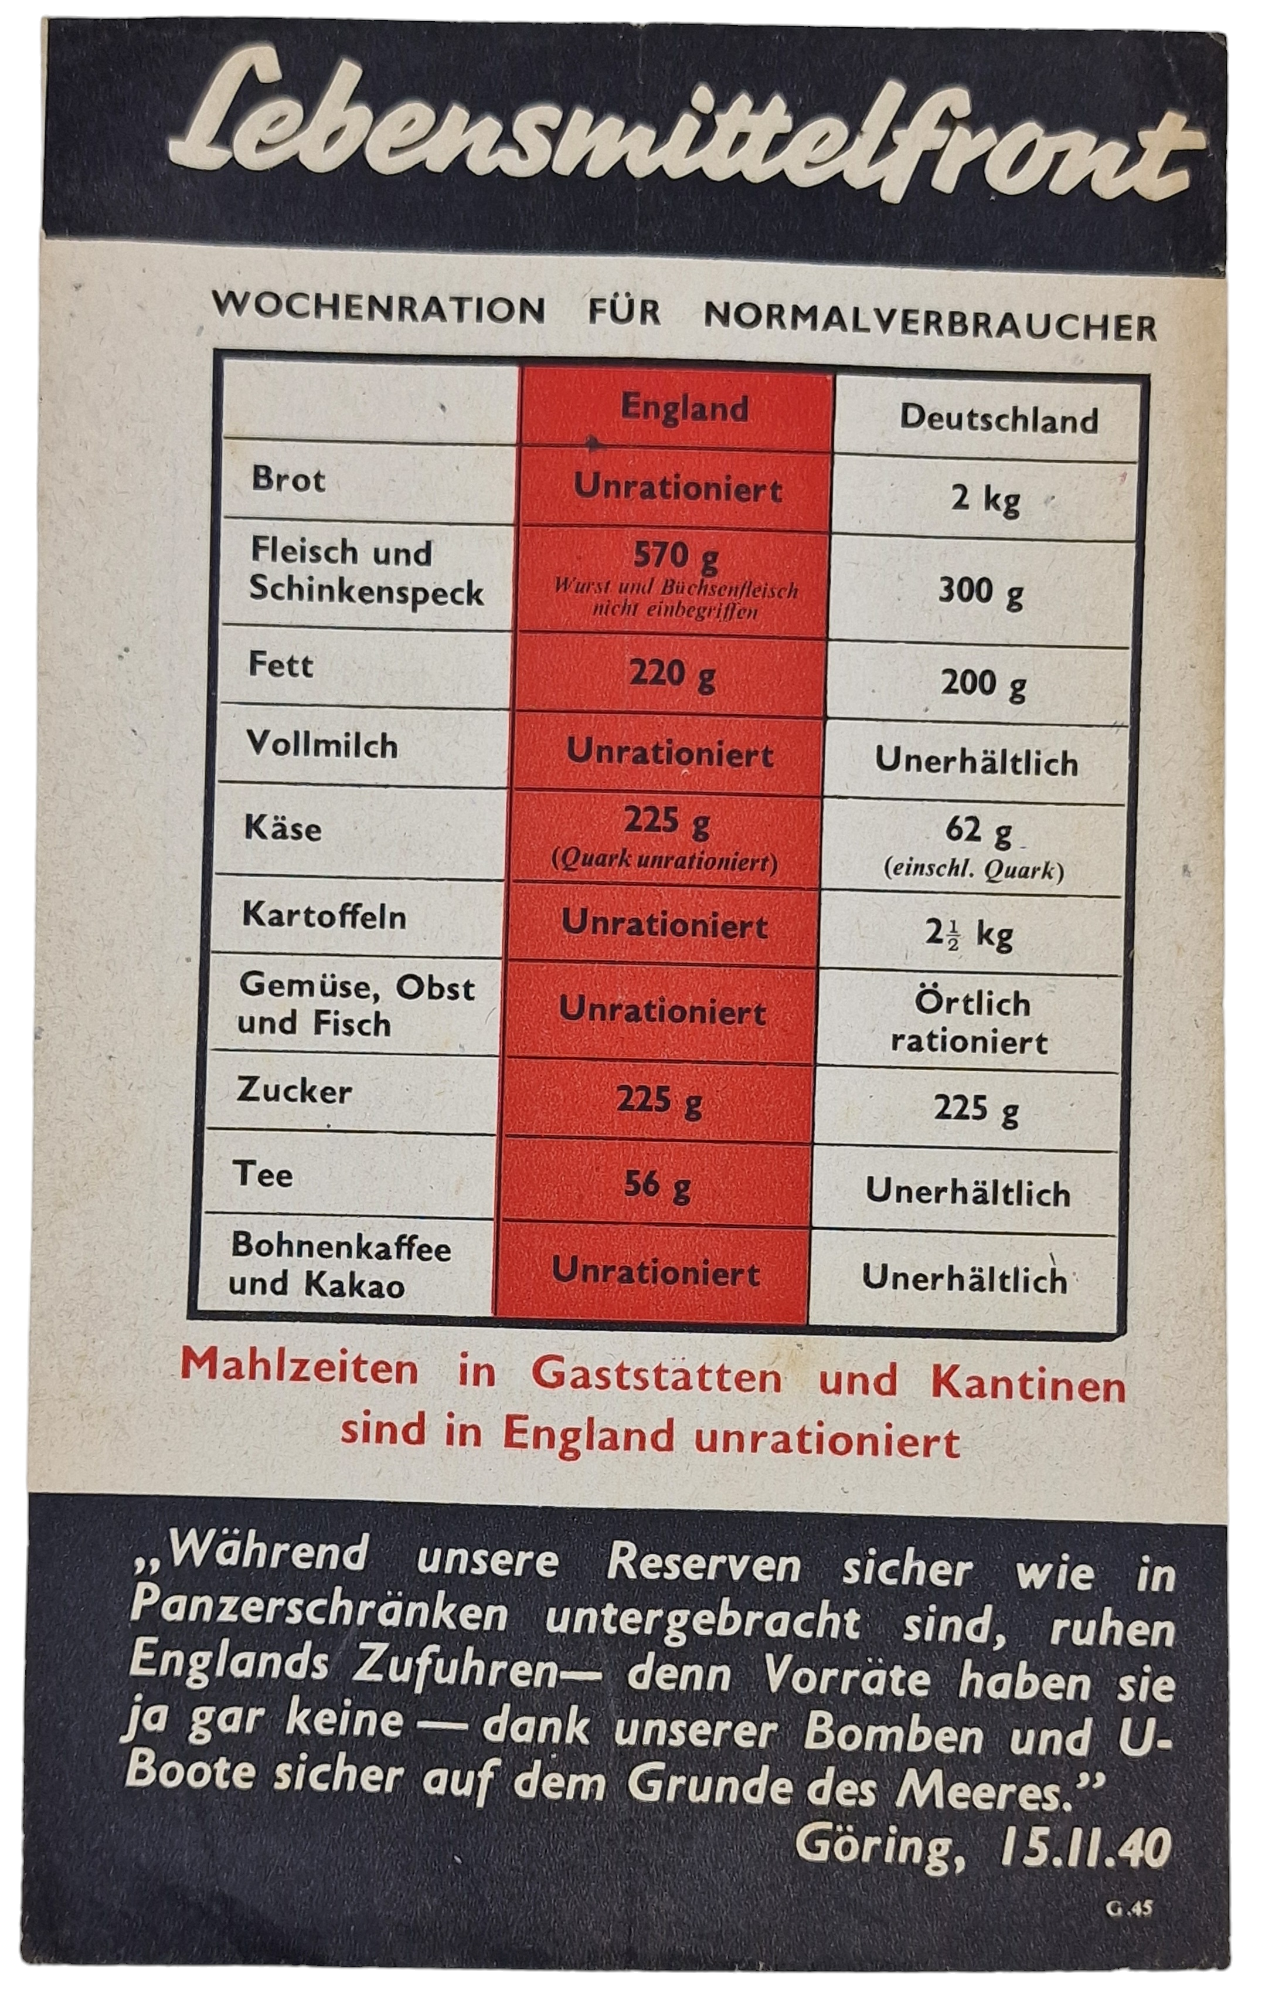 Lebensmittelfront
WOCHENRATION FÜR NORMALVERBRAUCHER
England Deutschland
Brot Unrationiert 2 kg
Fleisch und
Schinkenspeck
570 g
Wurst und Büchsenfleisch
nicht einbegriffen
300 g
Fett 220 g 200 g
Vollmilch Unrationiert Unerhältlich
Käse
225 g
(Quark unrationiert)
62 g
(einschl. Quark)
Kartoffeln Unrationiert 2½ kg
Gemüse, Obst
und Fisch
Unrationiert
Örtlich
rationiert
Zucker 225 g 225 g
Tee 56 g Unerhältlich
Bohnenkaffee
und Kakao
Unrationiert
Unerhältlich
Mahlzeiten in Gaststätten und Kantinen
sind in England unrationiert
„Während unsere Reserven sicher wie in
Panzerschränken untergebracht sind, ruhen
Englands Zufuhren— denn Vorräte haben sie
ja gar keine — dank unserer Bomben und U-
Boote sicher auf dem Grunde des Meeres.”
Göring, 15.11.40
G.45